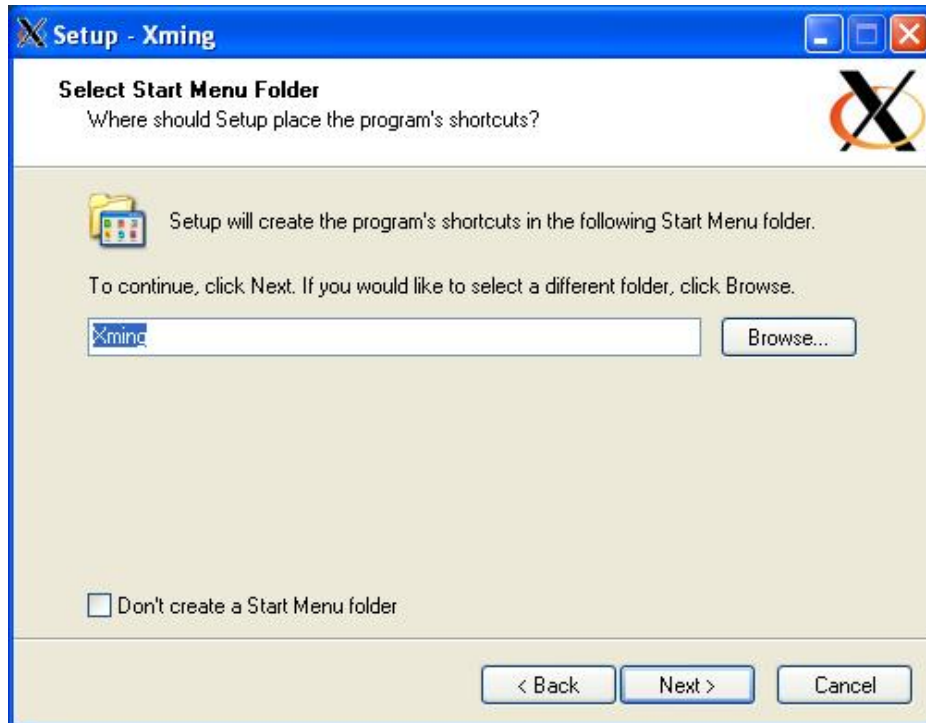 Setup - Xming
Select Start Menu Folder
Where should Setup place the program's shortcuts?
Setup will create the program's shortcuts in the following Start Menu folder.
To continue, click Next. If you would like to select a different folder, click Browse.
Xming
Browse...
Don't create a Start Menu folder
< Back
Next >
Cancel